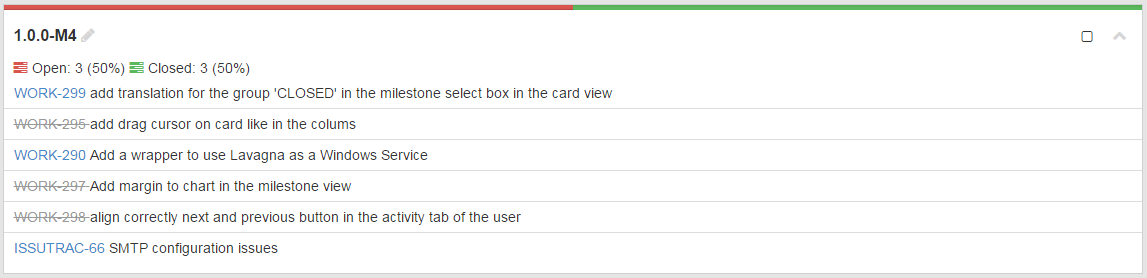 1.0.0-M4
Open: 3 (50%) Closed: 3 (50%)
WORK-299 add translation for the group 'CLOSED' in the milestone select box in the card view
WORK-295 add drag cursor on card like in the colums
WORK-290 Add a wrapper to use Lavagna as a Windows Service
WORK-297 Add margin to chart in the milestone view
WORK-298 align correctly next and previous button in the activity tab of the user
ISSUTRAC-66 SMTP configuration issues